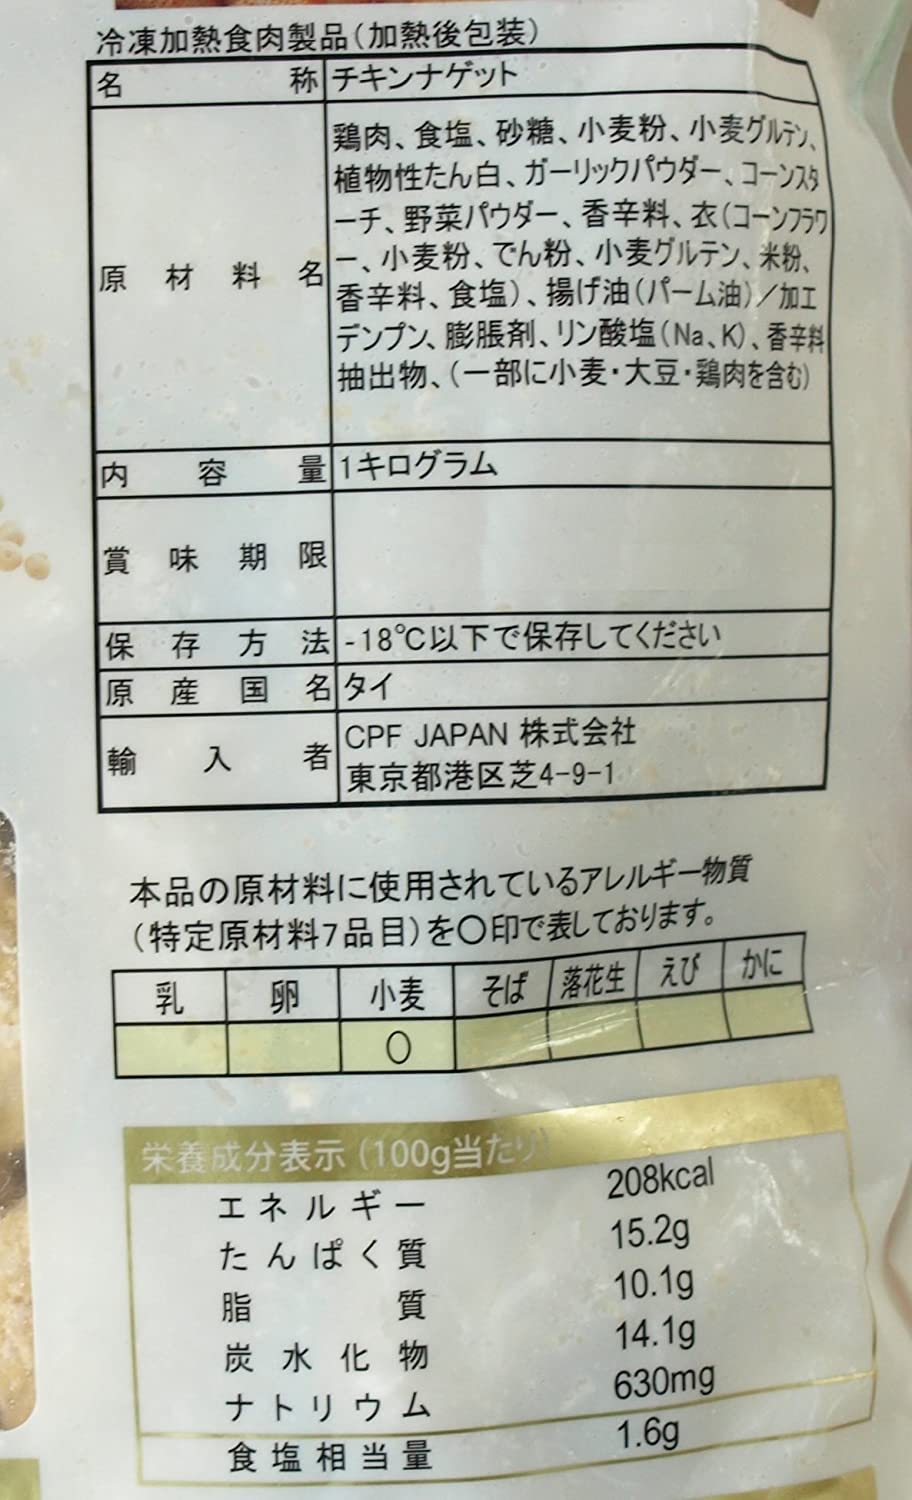 冷凍加熱食肉製品(加熱後包装)
名称 チキンナゲット
原材料名 鶏肉、食塩、砂糖、小麦粉、小麦グルテン、
植物性たん白、ガーリックパウダー、コーンスタ
ーチ、野菜パウダー、香辛料、衣(コーンフラワ
ー、小麦粉、でん粉、小麦グルテン、米粉、
香辛料、食塩)、揚げ油(パーム油)/加工
デンプン、膨脹剤、リン酸塩(Na、K)、香辛料
抽出物、(一部に小麦・大豆・鶏肉を含む)
内容量 1キログラム
賞味期限
保存方法 -18℃以下で保存してください
原産国名 タイ
輸入者 CPF JAPAN 株式会社
東京都港区芝4-9-1
本品の原材料に使用されているアレルギー物質
(特定原材料7品目)を〇印で表しております。
乳 卵 小麦 そば 落花生 えび かに
〇
栄養成分表示(100g当たり)
エネルギー 208kcal
たんぱく質 15.2g
脂質 10.1g
炭水化物 14.1g
ナトリウム 630mg
食塩相当量 1.6g